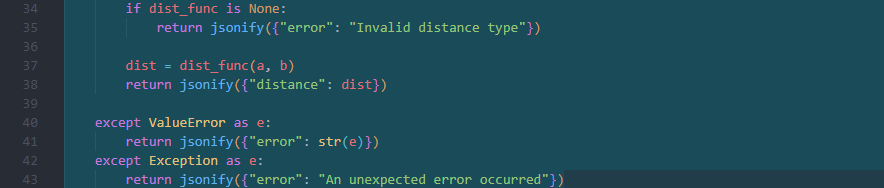 34 if dist_func is None:
35 return jsonify({"error": "Invalid distance type"})
36
37 dist = dist_func(a, b)
38 return jsonify({"distance": dist})
39
40 except ValueError as e:
41 return jsonify({"error": str(e)})
42 except Exception as e:
43 return jsonify({"error": "An unexpected error occurred"})